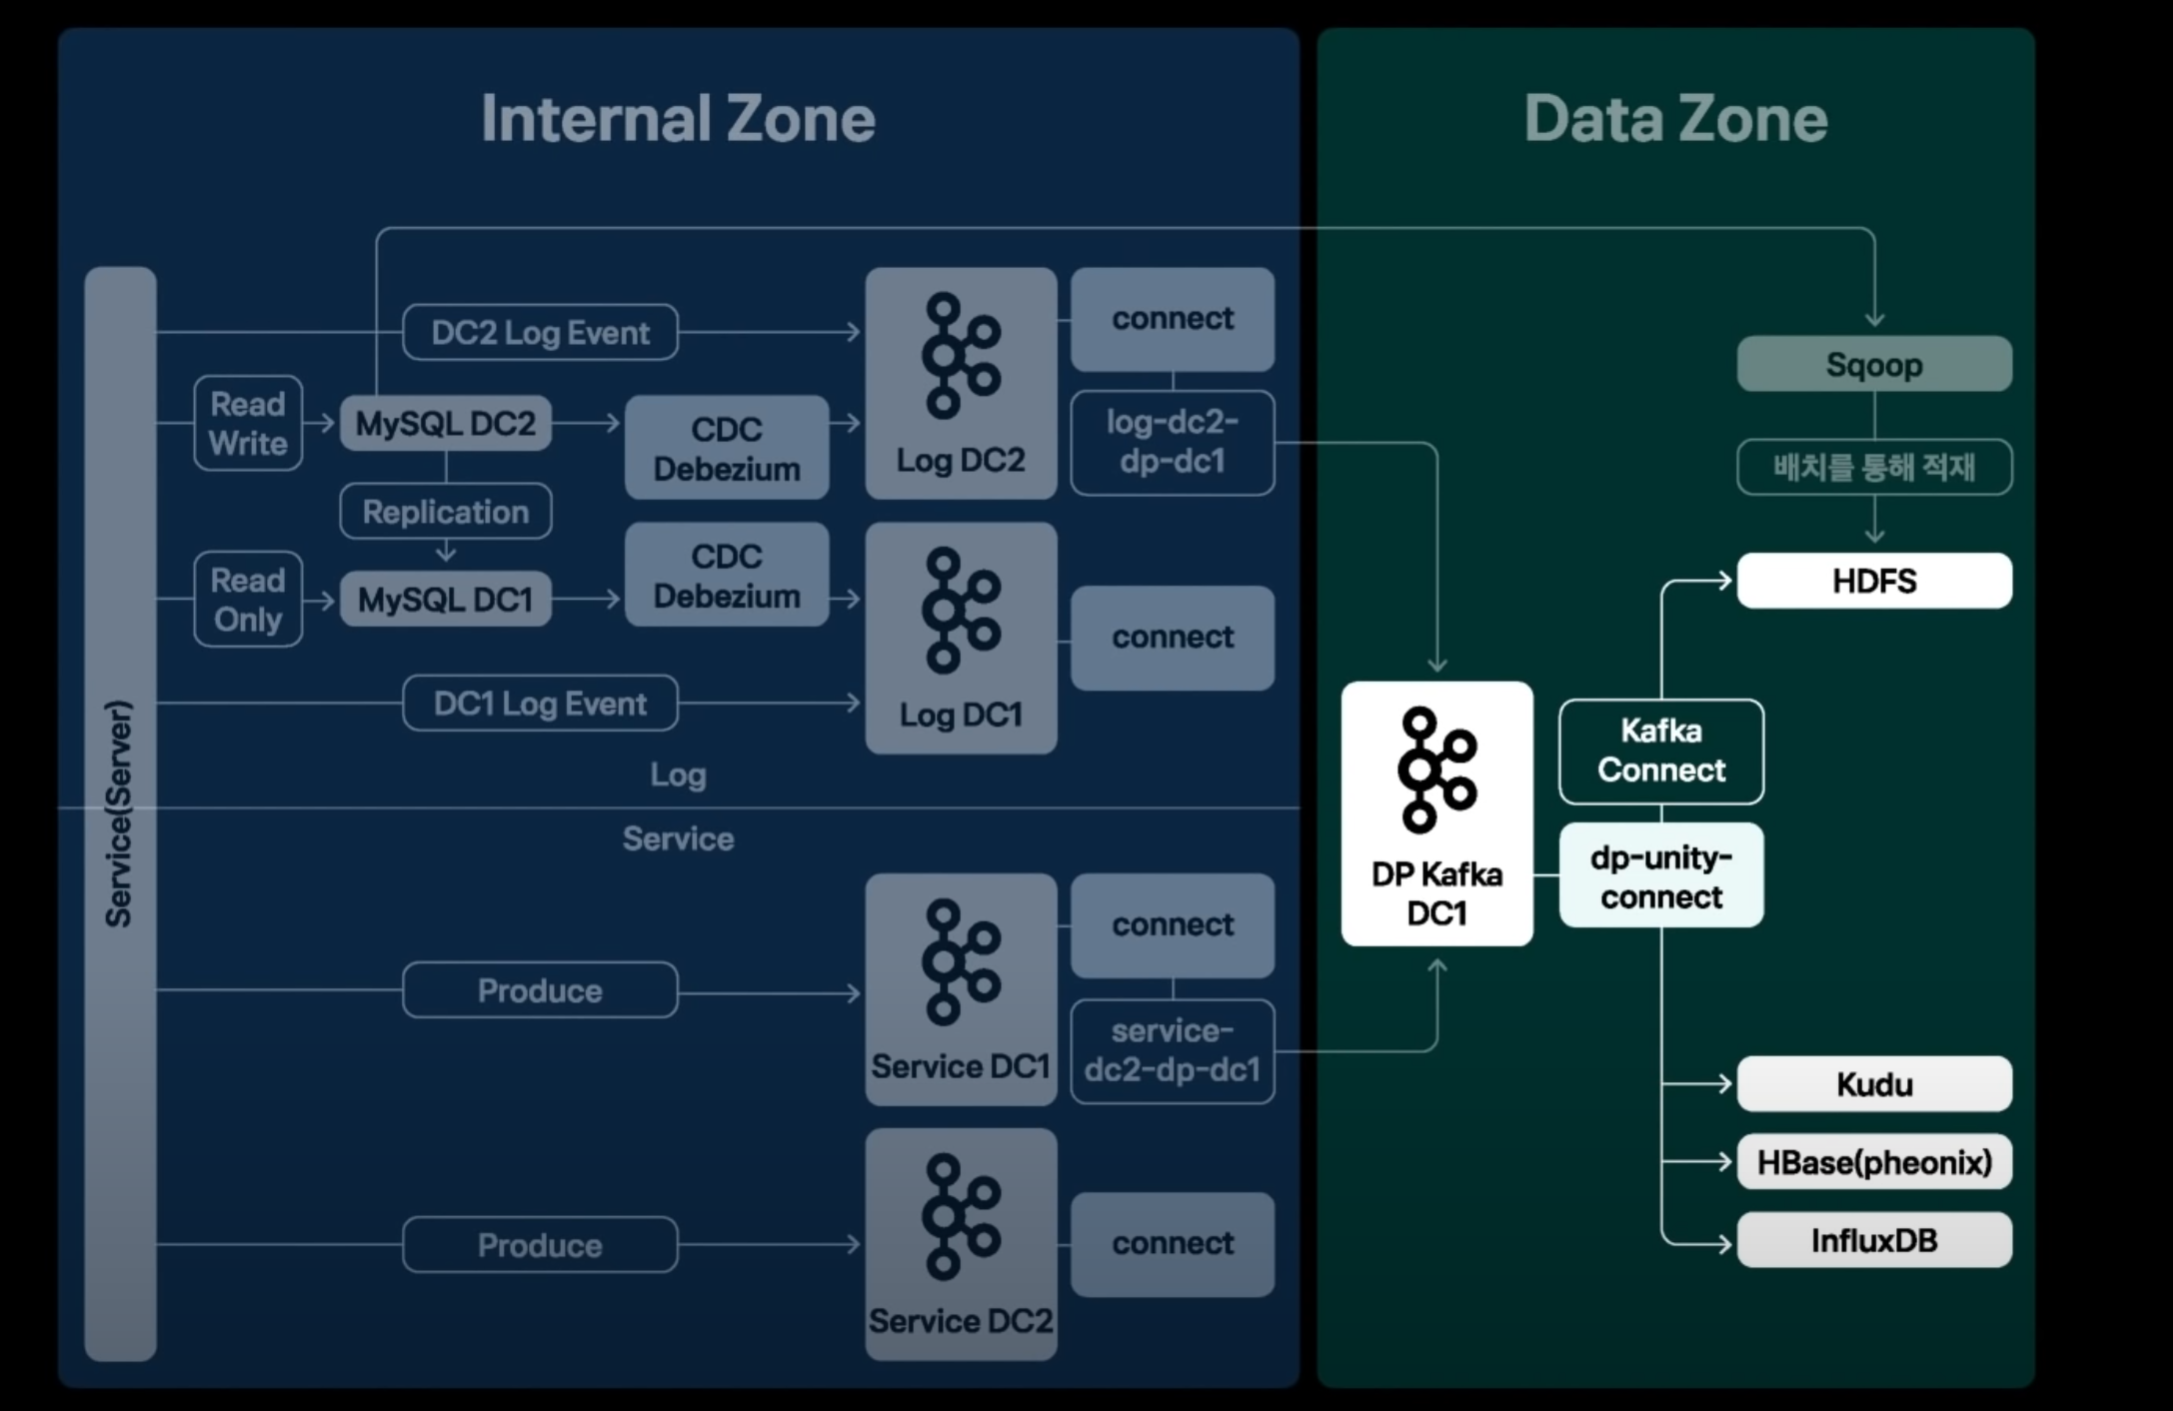 Internal Zone
Data Zone
DC2 Log Event
Read
Write
MySQL DC2
CDC
Debezium
Log DC2
connect
log-dc2-
dp-dc1
Replication
Read
Only
MySQL DC1
CDC
Debezium
Log DC1
connect
DC1 Log Event
Log
Service(Server)
Service
Produce
Service DC1
connect
service-
dc2-dp-dc1
Produce
Service DC2
connect
Sqoop
배치를 통해 적재
HDFS
DP Kafka
DC1
Kafka
Connect
dp-unity-
connect
Kudu
HBase(pheonix)
InfluxDB